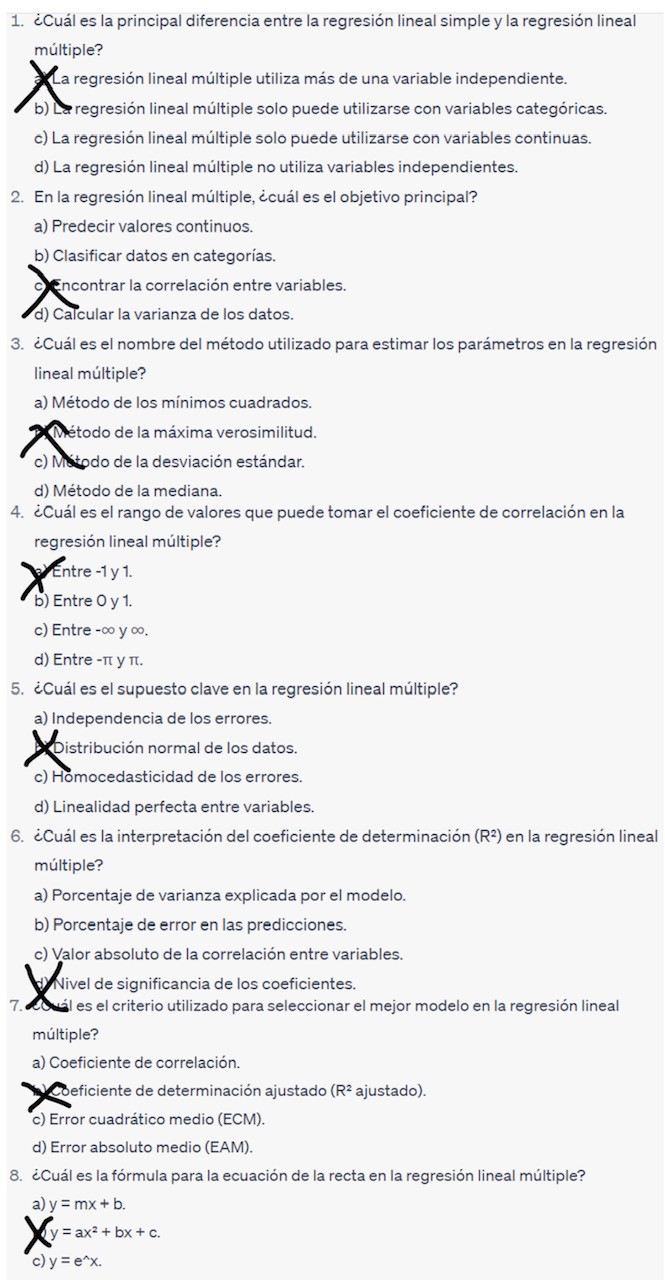 1. ¿Cuál es la principal diferencia entre la regresión lineal simple y la regresión lineal
múltiple?
a) La regresión lineal múltiple utiliza más de una variable independiente.
b) La regresión lineal múltiple solo puede utilizarse con variables categóricas.
c) La regresión lineal múltiple solo puede utilizarse con variables continuas.
d) La regresión lineal múltiple no utiliza variables independientes.
2. En la regresión lineal múltiple, ¿cuál es el objetivo principal?
a) Predecir valores continuos.
b) Clasificar datos en categorías.
c) Encontrar la correlación entre variables.
d) Calcular la varianza de los datos.
3. ¿Cuál es el nombre del método utilizado para estimar los parámetros en la regresión
lineal múltiple?
a) Método de los mínimos cuadrados.
b) Método de la máxima verosimilitud.
c) Método de la desviación estándar.
d) Método de la mediana.
4. ¿Cuál es el rango de valores que puede tomar el coeficiente de correlación en la
regresión lineal múltiple?
a) Entre -1 y 1.
b) Entre 0 y 1.
c) Entre -∞ y ∞.
d) Entre -π y π.
5. ¿Cuál es el supuesto clave en la regresión lineal múltiple?
a) Independencia de los errores.
b) Distribución normal de los datos.
c) Homocedasticidad de los errores.
d) Linealidad perfecta entre variables.
6. ¿Cuál es la interpretación del coeficiente de determinación (R²) en la regresión lineal
múltiple?
a) Porcentaje de varianza explicada por el modelo.
b) Porcentaje de error en las predicciones.
c) Valor absoluto de la correlación entre variables.
d) Nivel de significancia de los coeficientes.
7. ¿Cuál es el criterio utilizado para seleccionar el mejor modelo en la regresión lineal
múltiple?
a) Coeficiente de correlación.
b) Coeficiente de determinación ajustado (R² ajustado).
c) Error cuadrático medio (ECM).
d) Error absoluto medio (EAM).
8. ¿Cuál es la fórmula para la ecuación de la recta en la regresión lineal múltiple?
a) y = mx + b.
b) y = ax² + bx + c.
c) y = e^x.